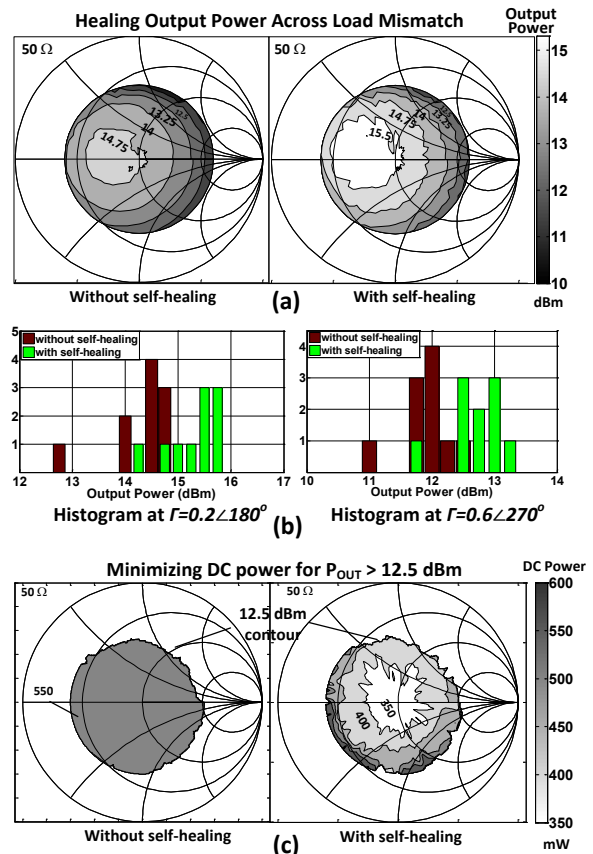 Healing Output Power Across Load Mismatch
Output
Power
50 Ω
13.25
12.5
14
14.75
50 Ω
14.75
14
13.25
.15.5
15
14
13
12
11
10
dBm
Without self-healing
(a)
With self-healing
5
4
3
2
1
without self-healing
with self-healing
12 13 14 15 16 17
Output Power (dBm)
4
3
2
1
without self-healing
with self-healing
10 11 12 13 14
Output Power (dBm)
Histogram at Γ=0.2∠180°
(b)
Histogram at Γ=0.6∠270°
Minimizing DC power for POUT > 12.5 dBm
DC Power
50 Ω
12.5 dBm
contour
550
50 Ω
350
400
600
550
500
450
400
350
mW
Without self-healing
(c)
With self-healing